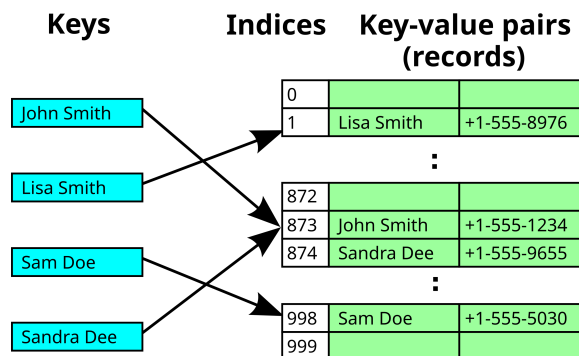 Keys
Indices
Key-value pairs
(records)
John Smith
Lisa Smith
Sam Doe
Sandra Dee
0
1 Lisa Smith +1-555-8976
:
872
873 John Smith +1-555-1234
874 Sandra Dee +1-555-9655
:
998 Sam Doe +1-555-5030
999